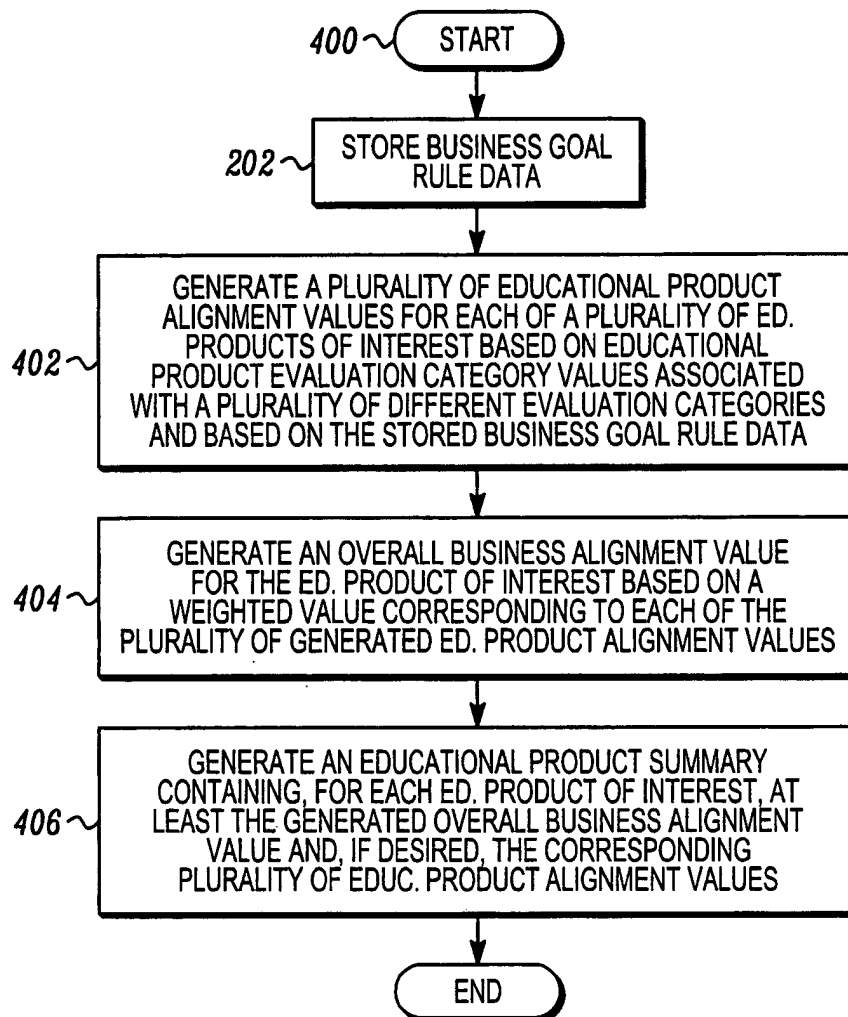 400
START
202
STORE BUSINESS GOAL
RULE DATA
402
GENERATE A PLURALITY OF EDUCATIONAL PRODUCT
ALIGNMENT VALUES FOR EACH OF A PLURALITY OF ED.
PRODUCTS OF INTEREST BASED ON EDUCATIONAL
PRODUCT EVALUATION CATEGORY VALUES ASSOCIATED
WITH A PLURALITY OF DIFFERENT EVALUATION CATEGORIES
AND BASED ON THE STORED BUSINESS GOAL RULE DATA
404
GENERATE AN OVERALL BUSINESS ALIGNMENT VALUE
FOR THE ED. PRODUCT OF INTEREST BASED ON A
WEIGHTED VALUE CORRESPONDING TO EACH OF THE
PLURALITY OF GENERATED ED. PRODUCT ALIGNMENT VALUES
406
GENERATE AN EDUCATIONAL PRODUCT SUMMARY
CONTAINING, FOR EACH ED. PRODUCT OF INTEREST, AT
LEAST THE GENERATED OVERALL BUSINESS ALIGNMENT
VALUE AND, IF DESIRED, THE CORRESPONDING
PLURALITY OF EDUC. PRODUCT ALIGNMENT VALUES
END